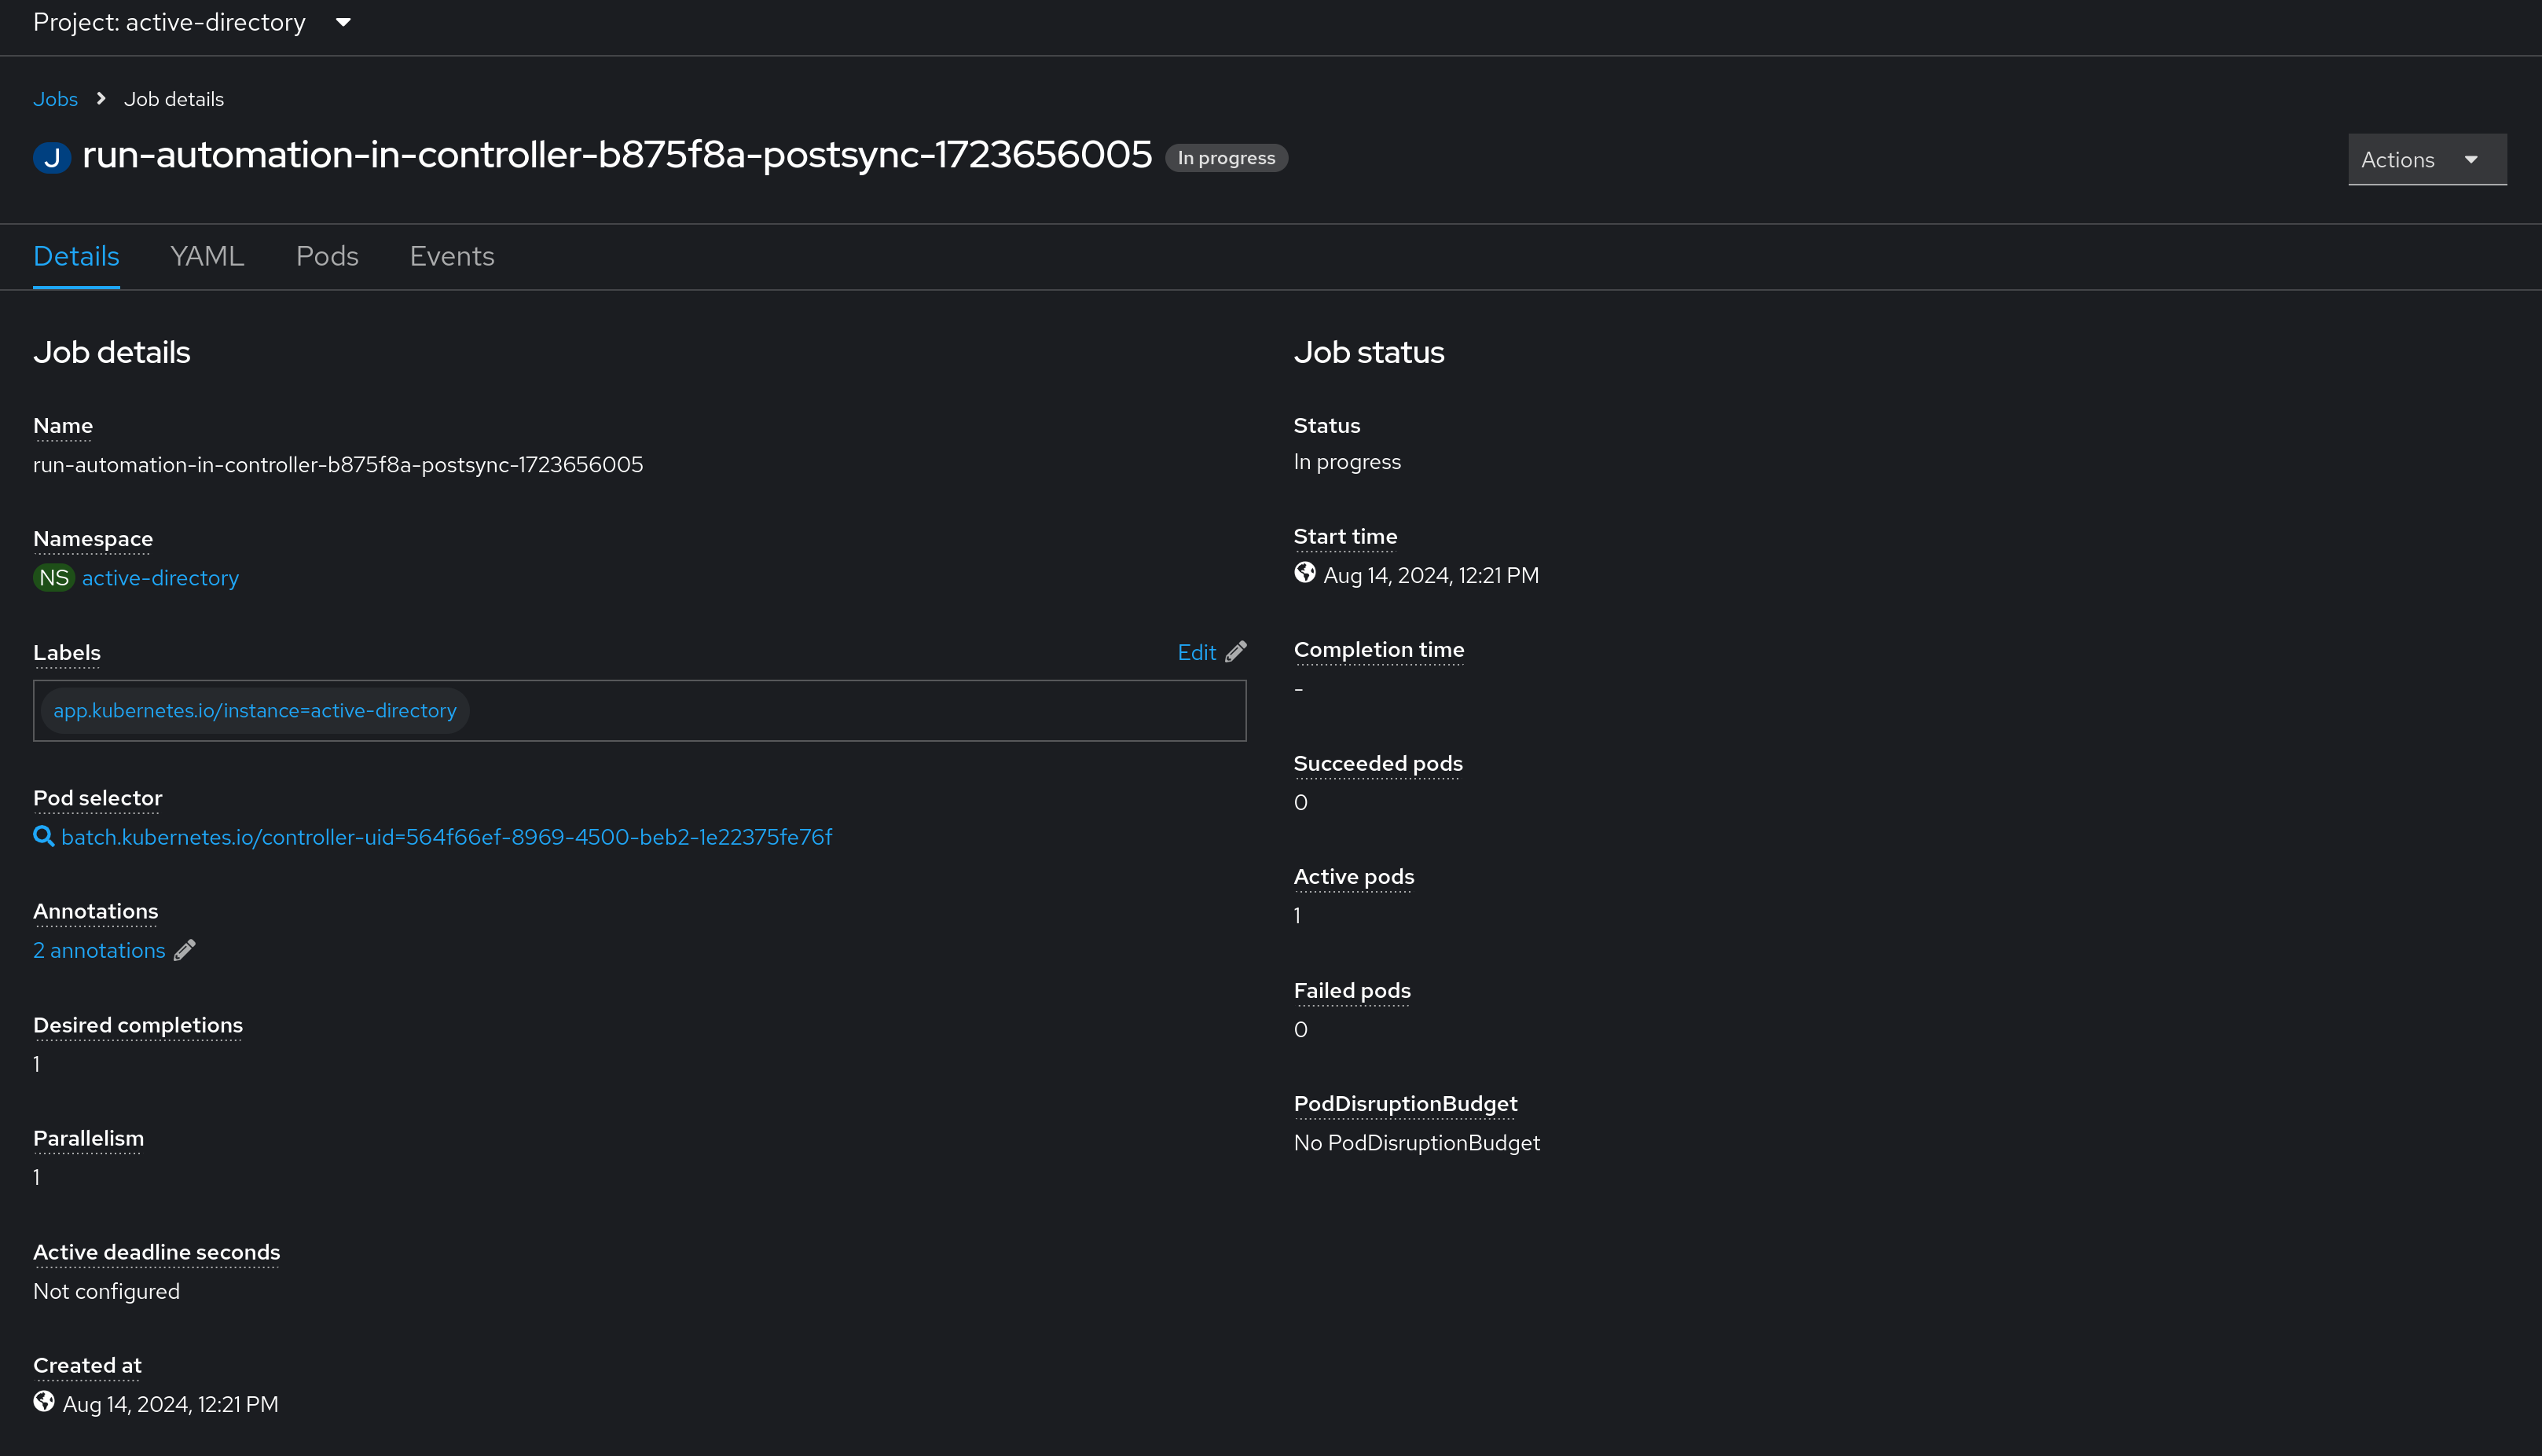 Project: active-directory
Jobs
Job details
J
run-automation-in-controller-b875f8a-postsync-1723656005
In progress
Actions
Details
YAML
Pods
Events
Job details
Name
run-automation-in-controller-b875f8a-postsync-1723656005
Namespace
NS active-directory
Labels
Edit
app.kubernetes.io/instance=active-directory
Pod selector
batch.kubernetes.io/controller-uid=564f66ef-8969-4500-beb2-1e22375fe76f
Annotations
2 annotations
Desired completions
1
Parallelism
1
Active deadline seconds
Not configured
Created at
Aug 14, 2024, 12:21 PM
Job status
Status
In progress
Start time
Aug 14, 2024, 12:21 PM
Completion time
-
Succeeded pods
0
Active pods
1
Failed pods
0
PodDisruptionBudget
No PodDisruptionBudget